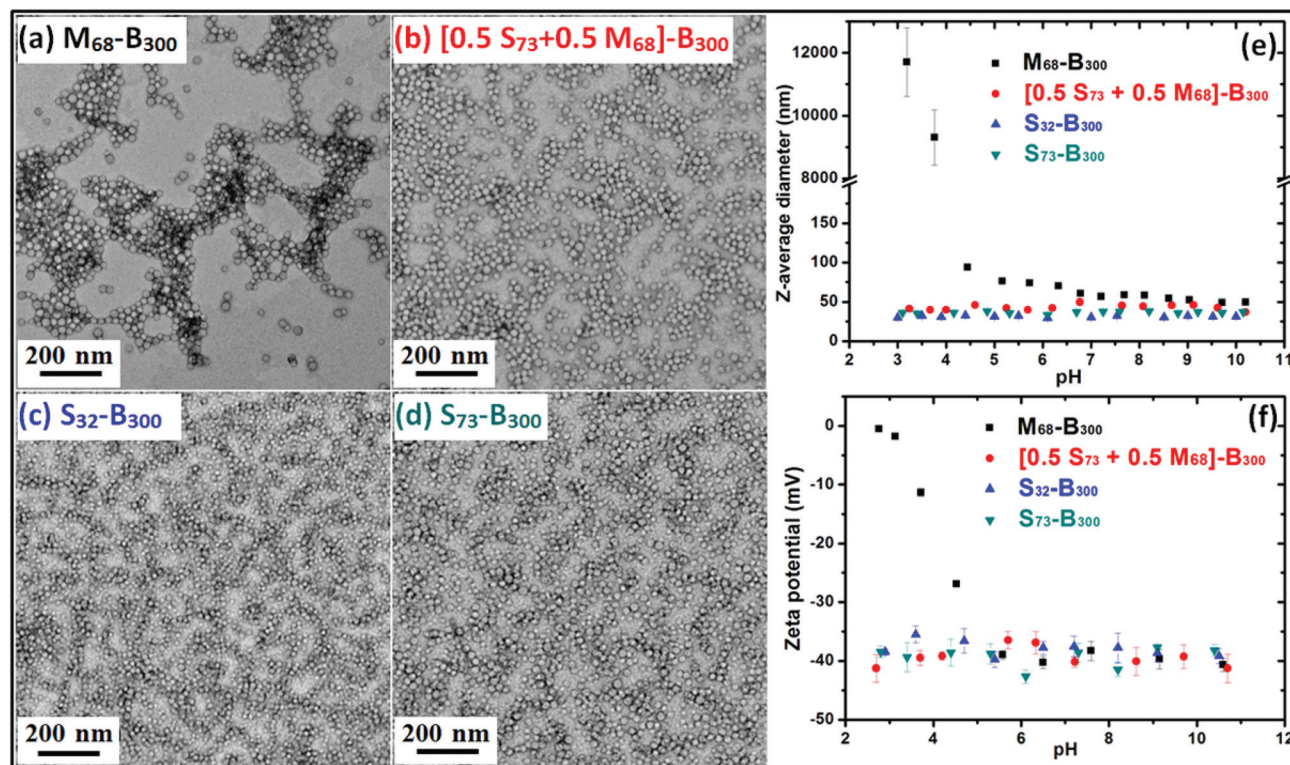 (a) M₆₈-B₃₀₀
200 nm
(b) [0.5 S₇₃+0.5 M₆₈]-B₃₀₀
200 nm
(c) S₃₂-B₃₀₀
200 nm
(d) S₇₃-B₃₀₀
200 nm
(e)
M₆₈-B₃₀₀
[0.5 S₇₃ + 0.5 M₆₈]-B₃₀₀
S₃₂-B₃₀₀
S₇₃-B₃₀₀
Z-average diameter (nm)
12000
10000
8000
150
100
50
0
2 3 4 5 6 7 8 9 10 11
pH
(f)
M₆₈-B₃₀₀
[0.5 S₇₃ + 0.5 M₆₈]-B₃₀₀
S₃₂-B₃₀₀
S₇₃-B₃₀₀
Zeta potential (mV)
0
-10
-20
-30
-40
-50
2 4 6 8 10 12
pH